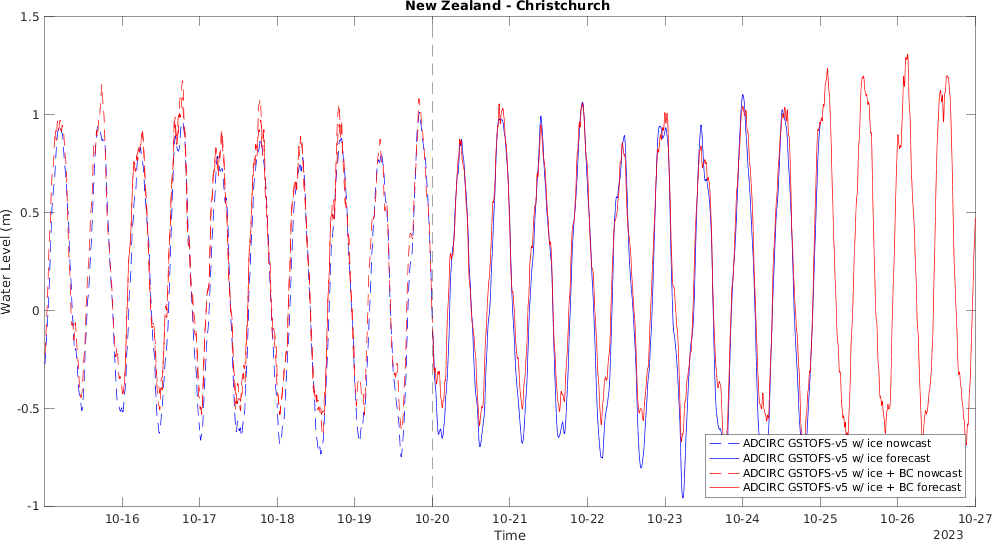 New Zealand - Christchurch
1.5
1
0.5
0
-0.5
-1
Water Level (m)
10-16 10-17 10-18 10-19 10-20 10-21 10-22 10-23 10-24 10-25 10-26 10-27
Time
2023
ADCIRC GSTOFS-v5 w/ ice nowcast
ADCIRC GSTOFS-v5 w/ ice forecast
ADCIRC GSTOFS-v5 w/ ice + BC nowcast
ADCIRC GSTOFS-v5 w/ ice + BC forecast